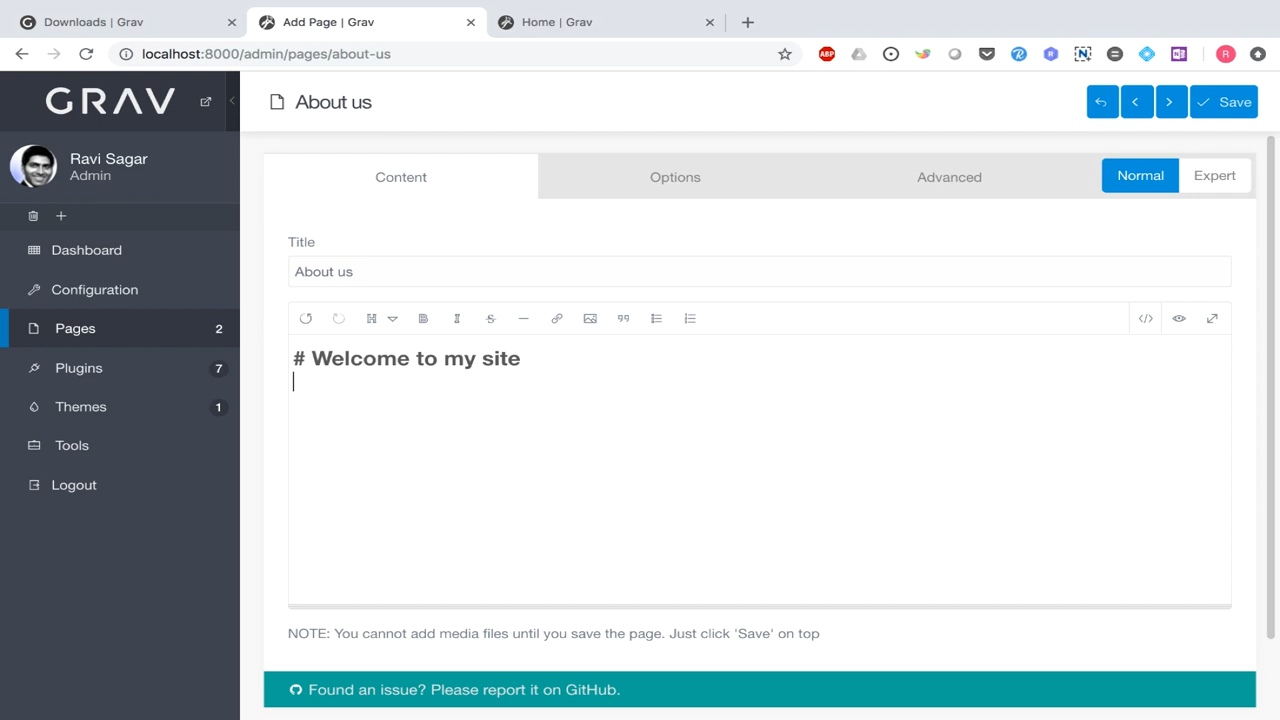 Downloads | Grav
Add Page | Grav
Home | Grav
localhost:8000/admin/pages/about-us
GRAV
About us
Save
Ravi Sagar
Admin
Content
Options
Advanced
Normal
Expert
Dashboard
Configuration
Pages 2
Plugins 7
Themes 1
Tools
Logout
Title
About us
# Welcome to my site
NOTE: You cannot add media files until you save the page. Just click 'Save' on top
Found an issue? Please report it on GitHub.